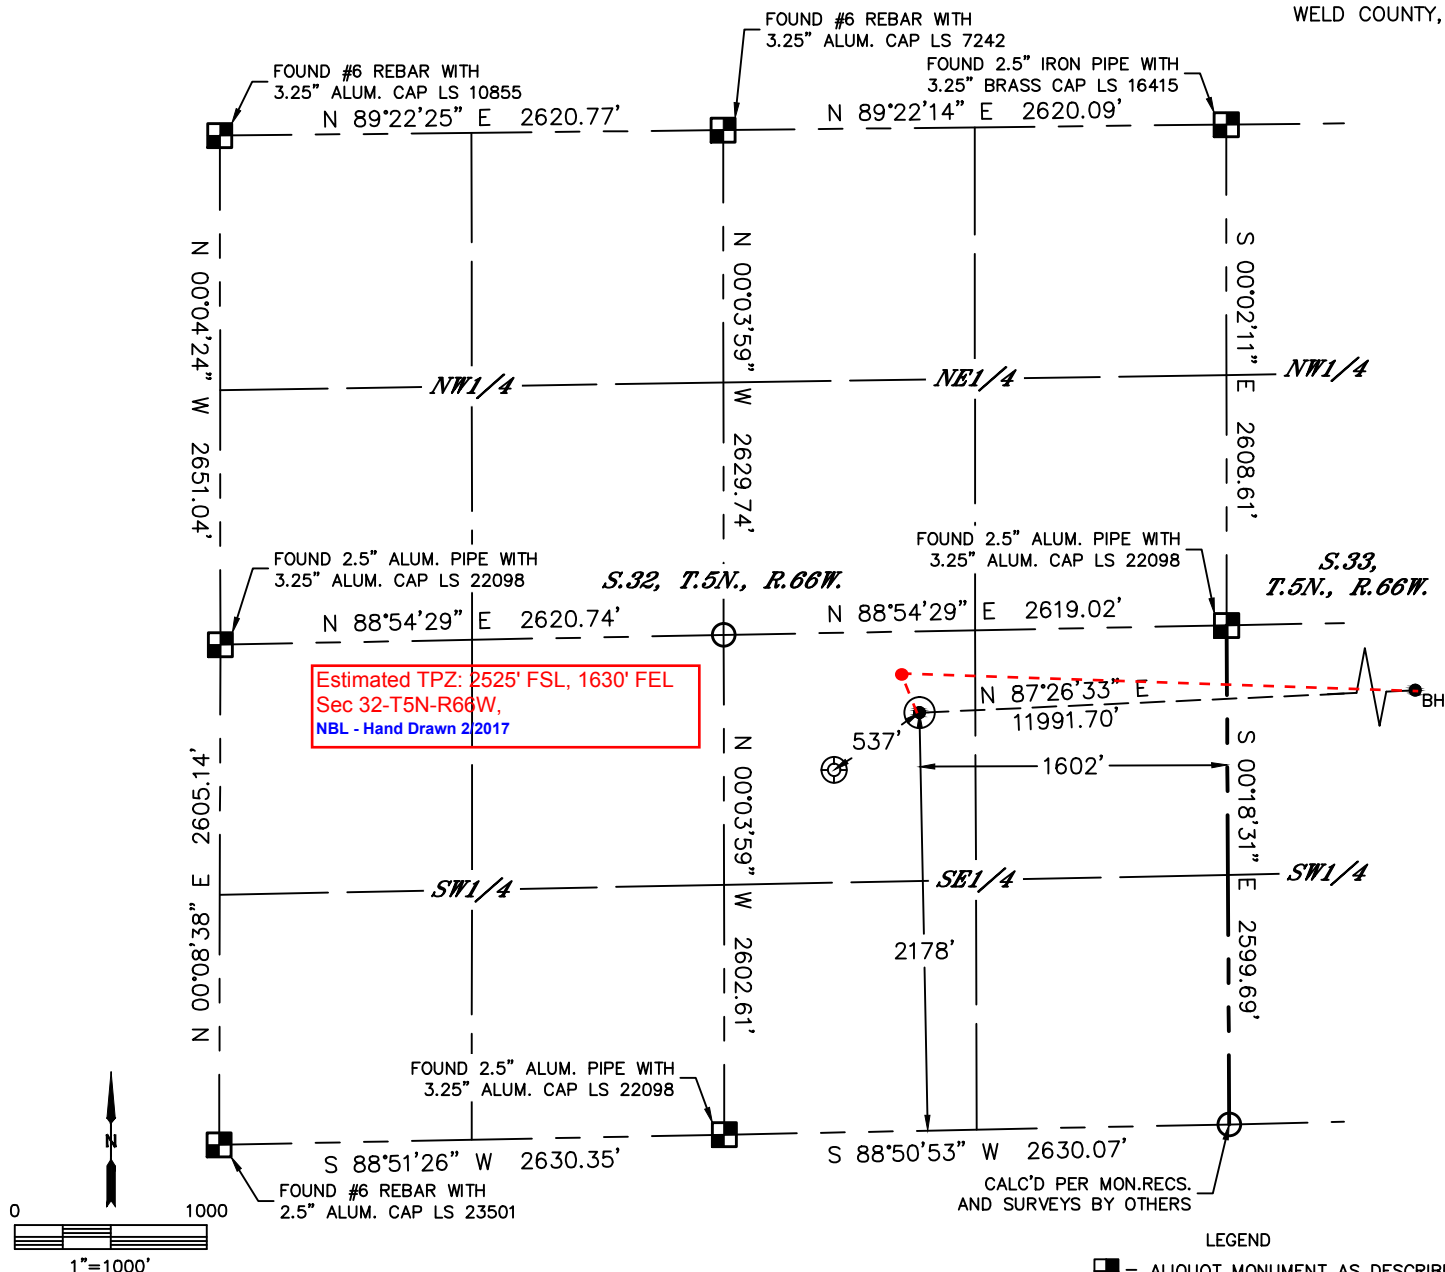 WELD COUNTY,
FOUND #6 REBAR WITH
3.25" ALUM. CAP LS 7242
FOUND #6 REBAR WITH
3.25" ALUM. CAP LS 10855
FOUND 2.5" IRON PIPE WITH
3.25" BRASS CAP LS 16415
N 89°22'25" E 2620.77'
N 89°22'14" E 2620.09'
N 00°04'24" W 2651.04'
N 00°03'59" W 2629.74'
S 00°02'11" E 2608.61'
NW1/4
NE1/4
NW1/4
FOUND 2.5" ALUM. PIPE WITH
3.25" ALUM. CAP LS 22098
FOUND 2.5" ALUM. PIPE WITH
3.25" ALUM. CAP LS 22098
S.32, T.5N., R.66W.
S.33,
T.5N., R.66W.
N 88°54'29" E 2620.74'
N 88°54'29" E 2619.02'
Estimated TPZ: 2525' FSL, 1630' FEL
Sec 32-T5N-R66W,
NBL - Hand Drawn 2/2017
N 87°26'33" E
11991.70'
BH
537'
1602'
N 00°08'38" E 2605.14'
N 00°03'59" W 2602.61'
S 00°18'31" E 2599.69'
SW1/4
SE1/4
SW1/4
2178'
FOUND 2.5" ALUM. PIPE WITH
3.25" ALUM. CAP LS 22098
S 88°51'26" W 2630.35'
S 88°50'53" W 2630.07'
FOUND #6 REBAR WITH
2.5" ALUM. CAP LS 23501
CALC'D PER MON.RECS.
AND SURVEYS BY OTHERS
N
0 1000
1"=1000'
LEGEND
= ALIQUOT MONUMENT AS DESCRIBE